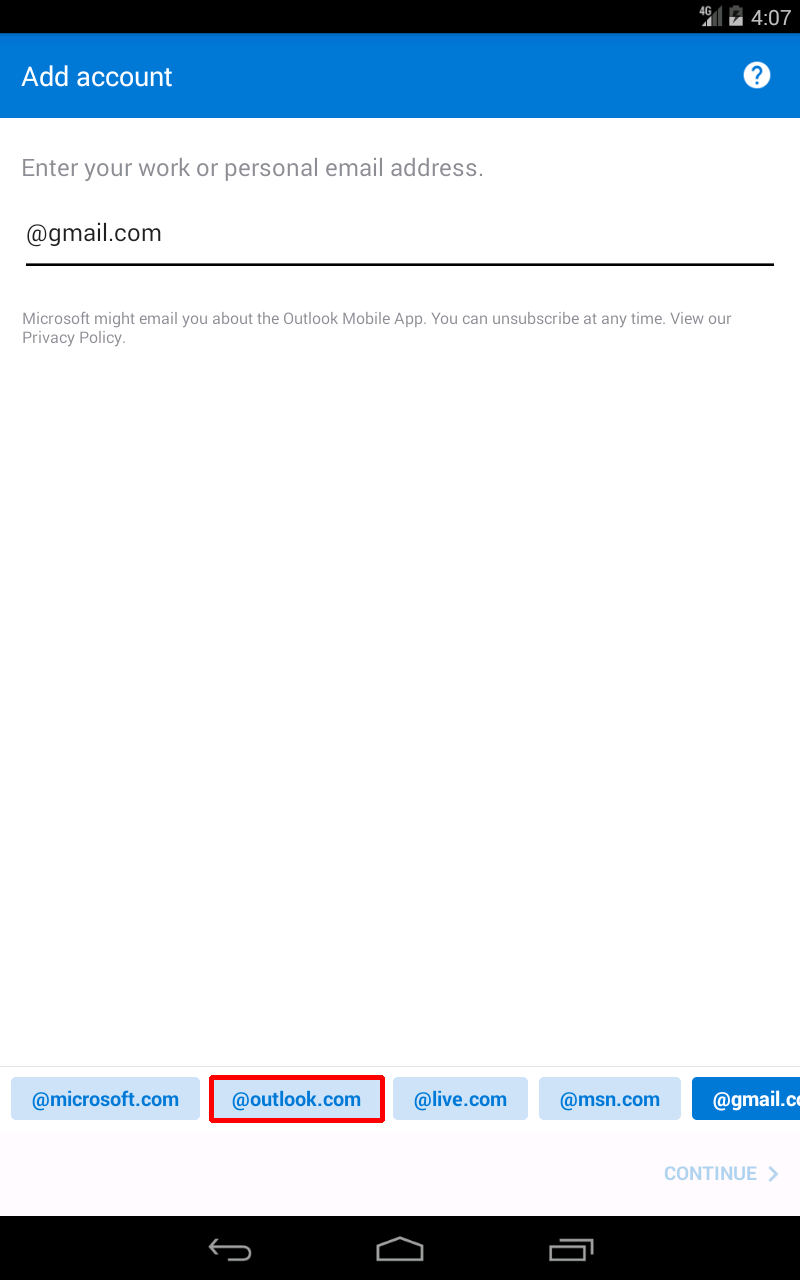 4G 4:07
Add account
Enter your work or personal email address.
@gmail.com
Microsoft might email you about the Outlook Mobile App. You can unsubscribe at any time. View our
Privacy Policy.
@microsoft.com @outlook.com @live.com @msn.com @gmail.co
CONTINUE